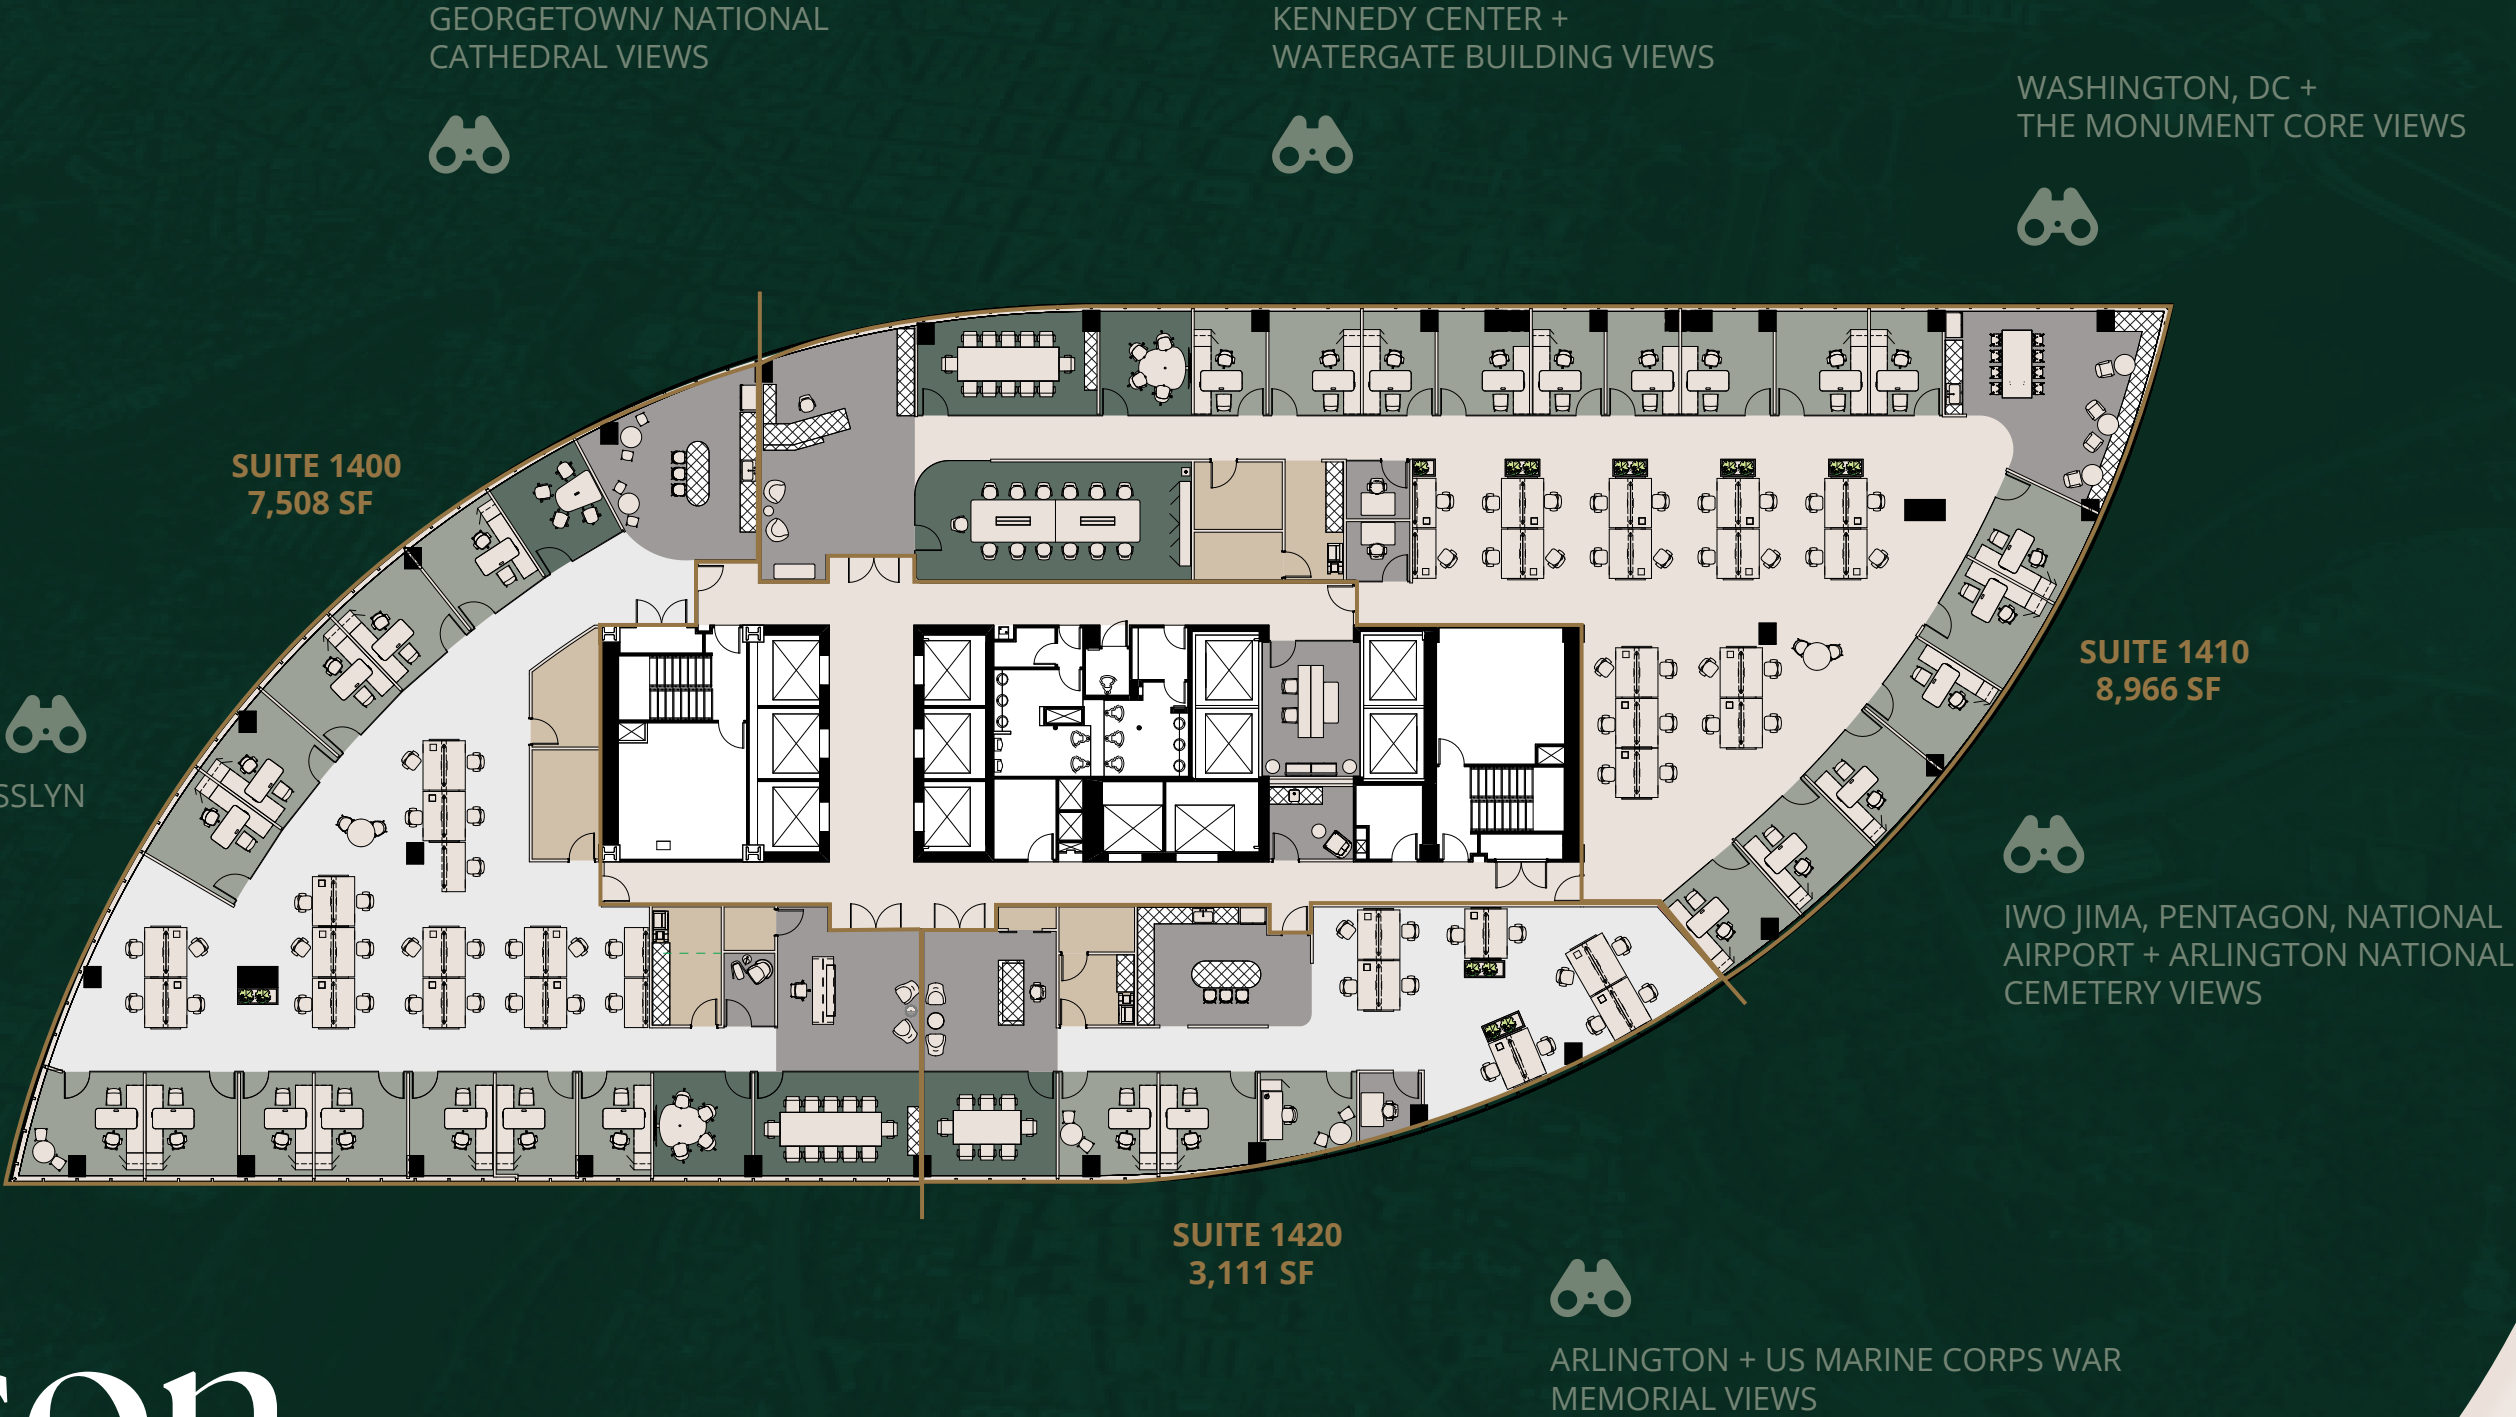 GEORGETOWN/ NATIONAL
CATHEDRAL VIEWS
KENNEDY CENTER +
WATERGATE BUILDING VIEWS
WASHINGTON, DC +
THE MONUMENT CORE VIEWS
SUITE 1400
7,508 SF
SUITE 1410
8,966 SF
SSLYN
IWO JIMA, PENTAGON, NATIONAL
AIRPORT + ARLINGTON NATIONAL
CEMETERY VIEWS
SUITE 1420
3,111 SF
ARLINGTON + US MARINE CORPS WAR
MEMORIAL VIEWS
son